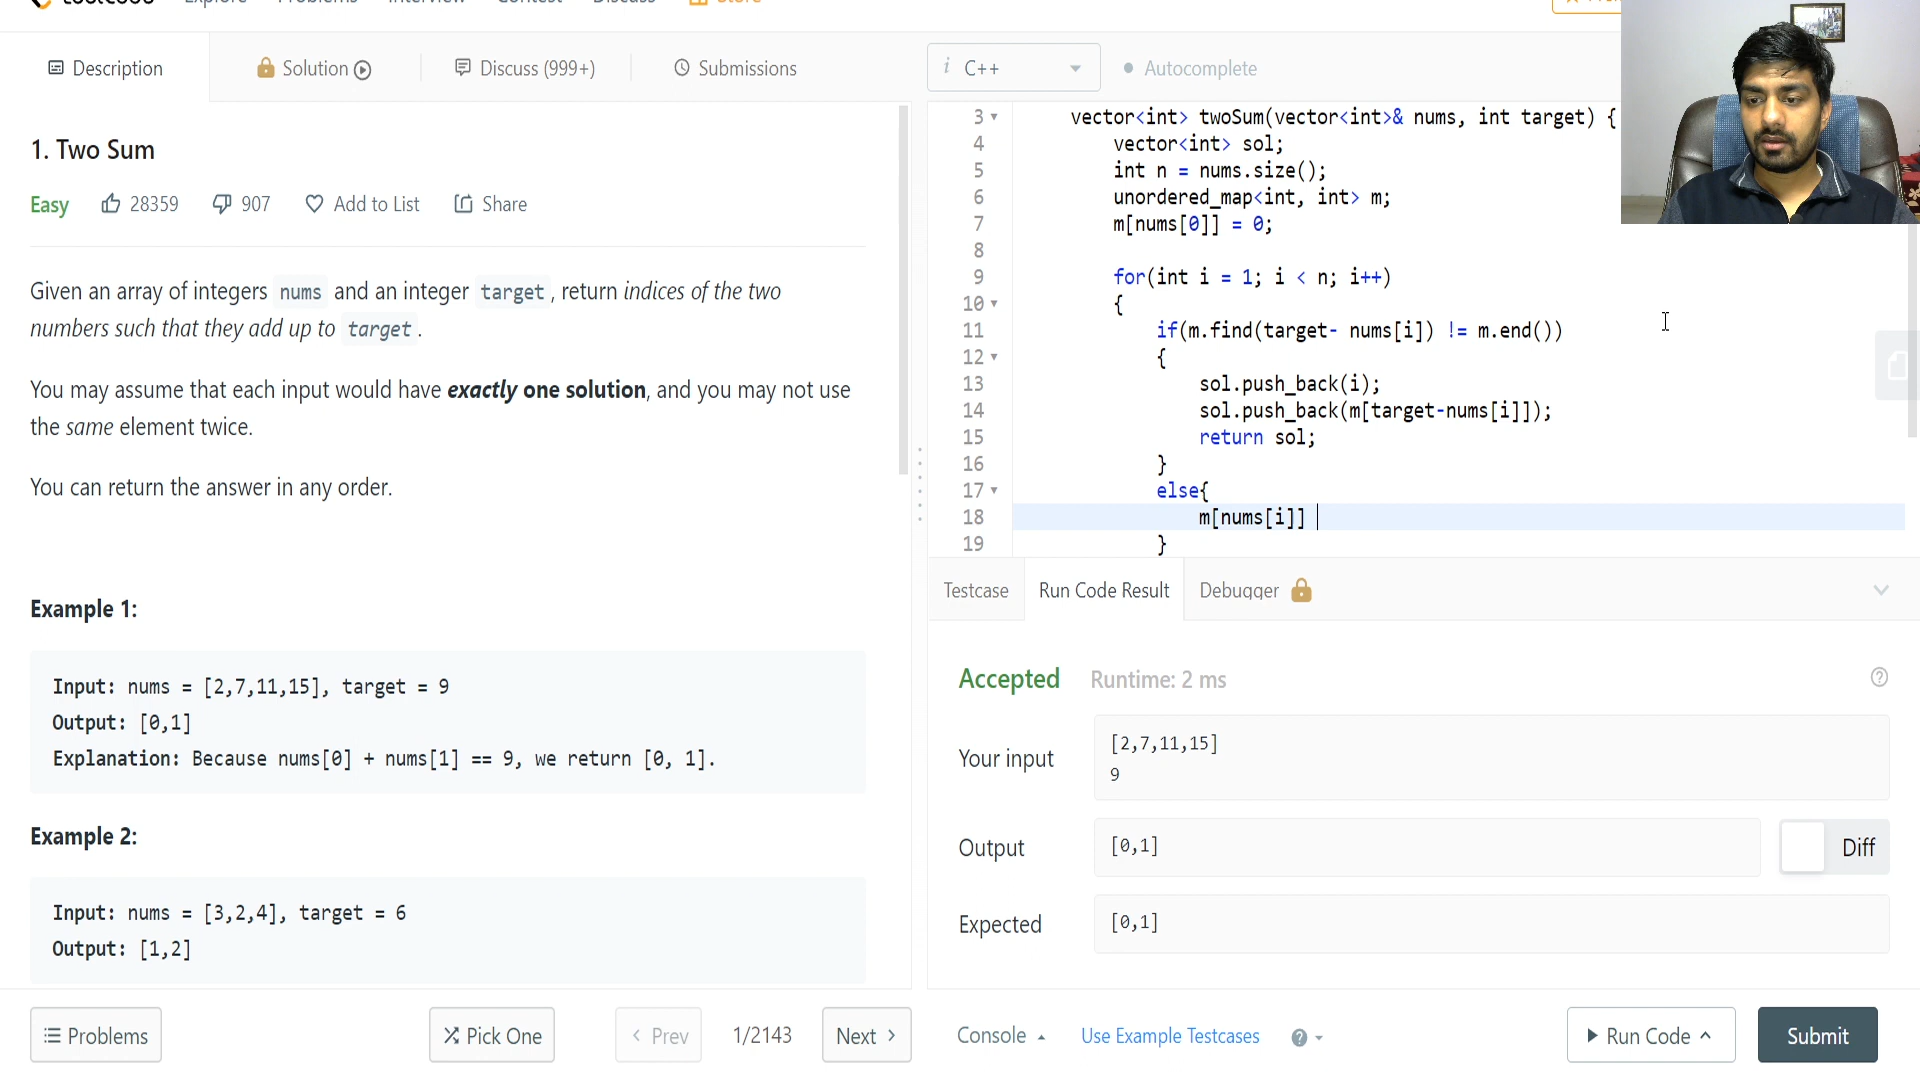 Description
Solution
Discuss (999+)
Submissions
i C++
Autocomplete
1. Two Sum
Easy 28359 907 Add to List Share
Given an array of integers nums and an integer target, return indices of the two
numbers such that they add up to target.
You may assume that each input would have exactly one solution, and you may not use
the same element twice.
You can return the answer in any order.
Example 1:
Input: nums = [2,7,11,15], target = 9
Output: [0,1]
Explanation: Because nums[0] + nums[1] == 9, we return [0, 1].
Example 2:
Input: nums = [3,2,4], target = 6
Output: [1,2]
3 vector<int> twoSum(vector<int>& nums, int target) {
4 vector<int> sol;
5 int n = nums.size();
6 unordered_map<int, int> m;
7 m[nums[0]] = 0;
8
9 for(int i = 1; i < n; i++)
10 {
11 if(m.find(target- nums[i]) != m.end())
12 {
13 sol.push_back(i);
14 sol.push_back(m[target-nums[i]]);
15 return sol;
16 }
17 else{
18 m[nums[i]]
19 }
Testcase Run Code Result Debugger
Accepted Runtime: 2 ms
Your input
[2,7,11,15]
9
Output [0,1] Diff
Expected [0,1]
Problems Pick One Prev 1/2143 Next
Console Use Example Testcases Run Code Submit